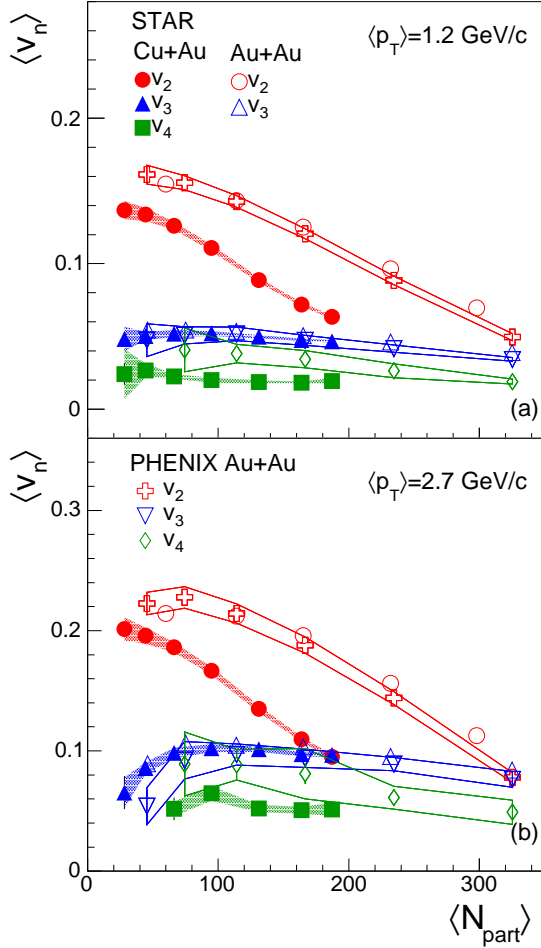 ⟨v_n⟩
STAR
Cu+Au Au+Au
v_2 v_2
v_3 v_3
v_4
⟨p_T⟩=1.2 GeV/c
0.2
0.1
0
(a)
⟨v_n⟩
PHENIX Au+Au
v_2
v_3
v_4
⟨p_T⟩=2.7 GeV/c
0.3
0.2
0.1
0
(b)
0 100 200 300
⟨N_part⟩